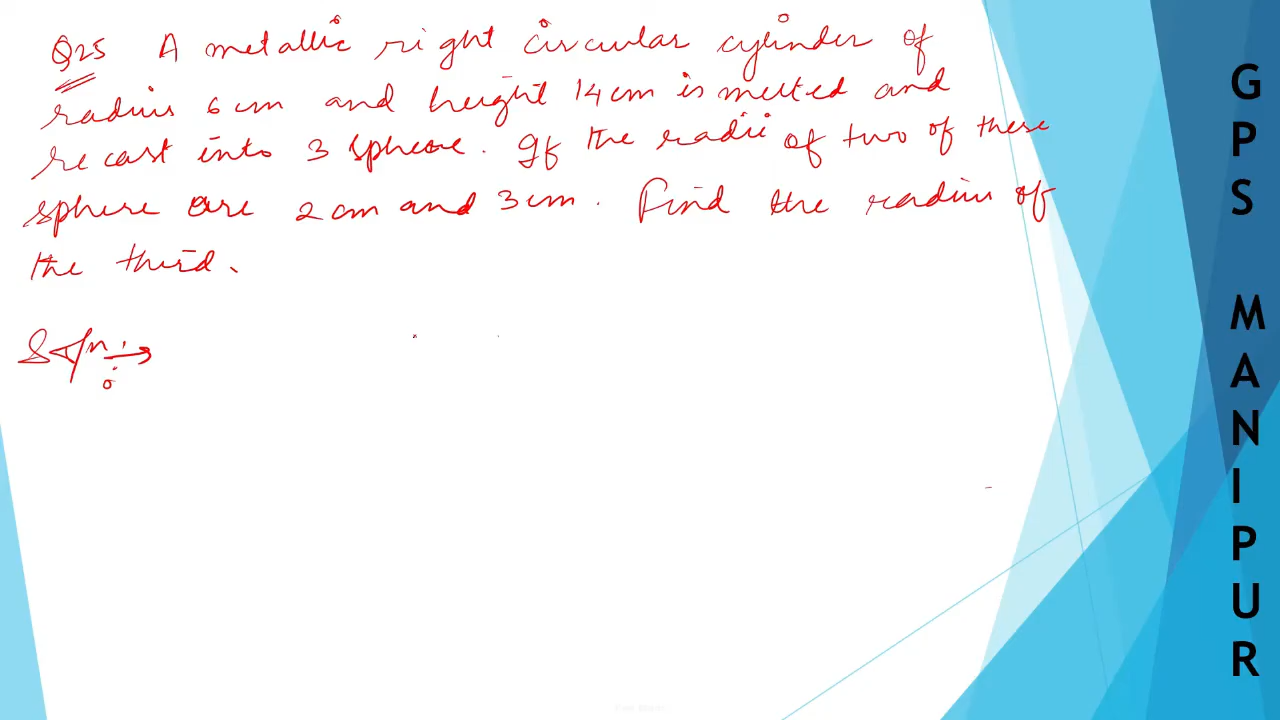 Q25 A metallic right circular cylinder of
radius 6 cm and height 14 cm is melted and
recast into 3 sphere. If the radii of two of these
sphere are 2 cm and 3 cm. Find the radius of
the third.
Soln:→
GPS MANIPUR